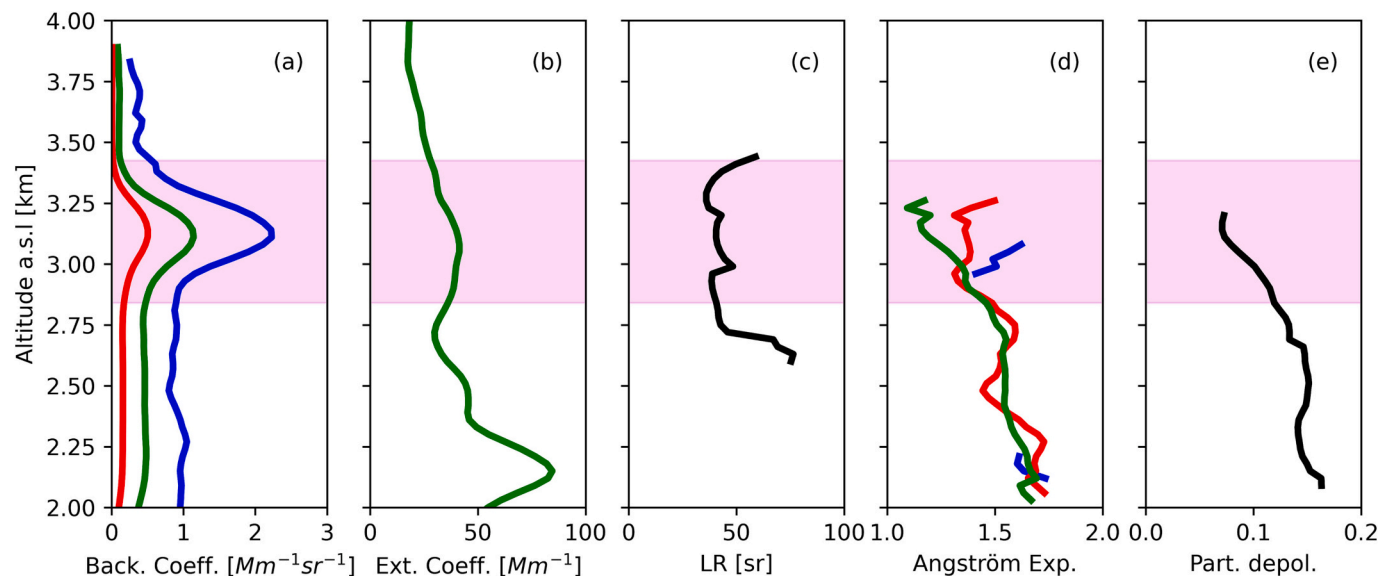 (a) (b) (c) (d) (e)
4.00
3.75
3.50
3.25
3.00
2.75
2.50
2.25
2.00
Altitude a.s.l [km]
0 1 2 3 0 50 100 0 50 100 1.0 1.5 2.0 0.0 0.1 0.2
Back. Coeff. [Mm⁻¹sr⁻¹] Ext. Coeff. [Mm⁻¹] LR [sr] Angström Exp. Part. depol.